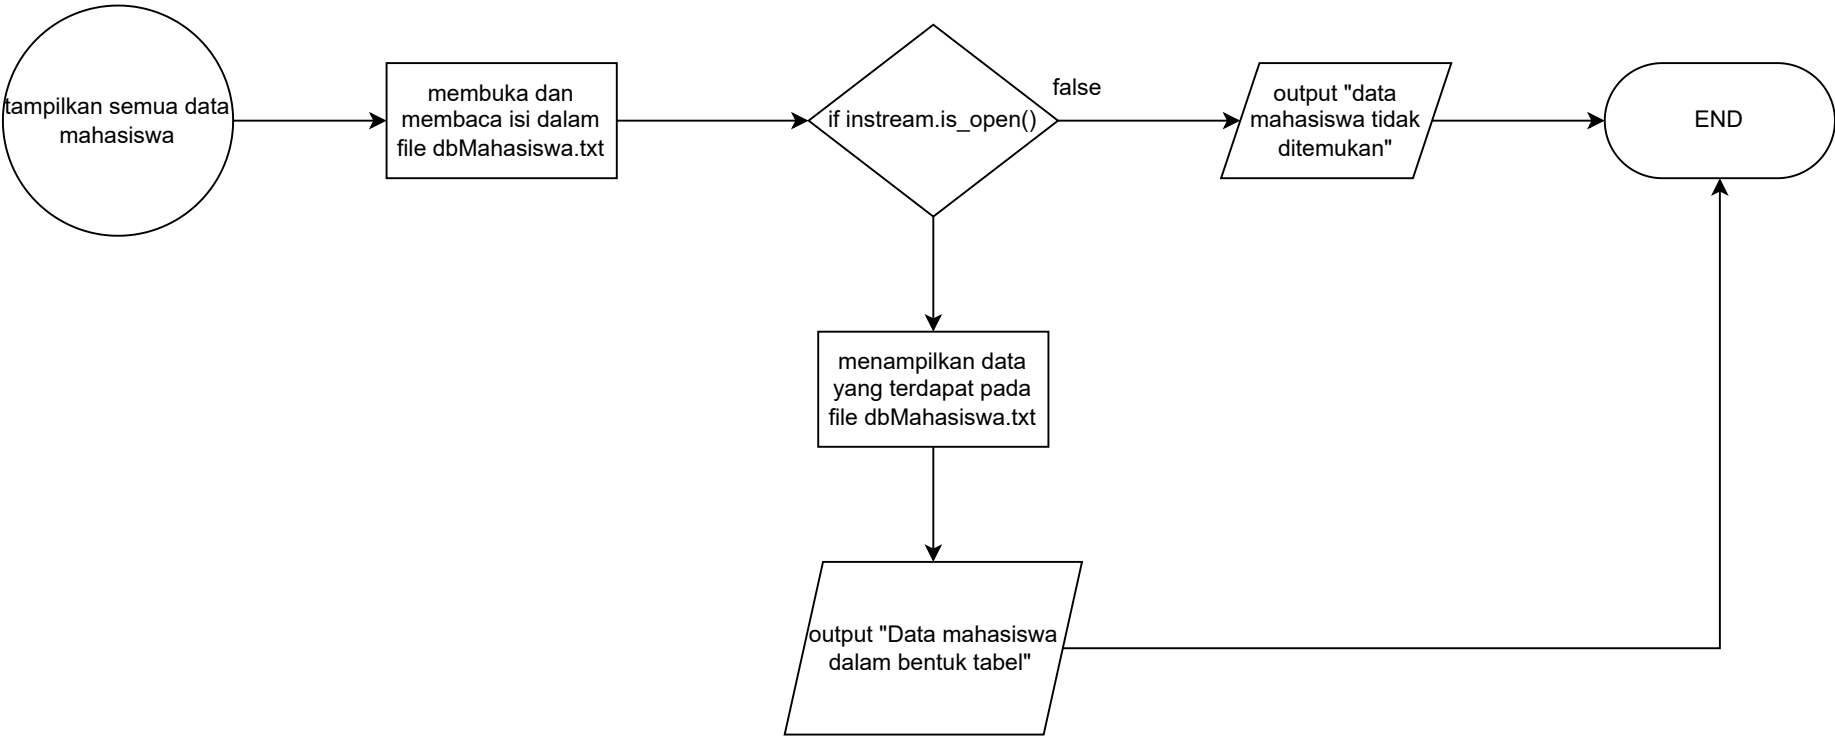 tampilkan semua data
mahasiswa
membuka dan
membaca isi dalam
file dbMahasiswa.txt
if instream.is_open()
false
output "data
mahasiswa tidak
ditemukan"
END
menampilkan data
yang terdapat pada
file dbMahasiswa.txt
output "Data mahasiswa
dalam bentuk tabel"